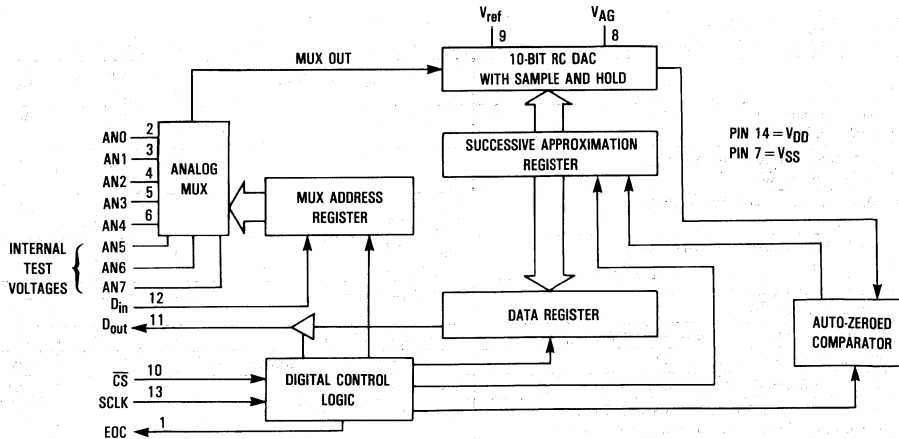 Vref
9
VAG
8
MUX OUT
10-BIT RC DAC
WITH SAMPLE AND HOLD
AN0 2
AN1 3
AN2 4
AN3 5
AN4 6
AN5
AN6
AN7
INTERNAL
TEST
VOLTAGES
ANALOG
MUX
MUX ADDRESS
REGISTER
SUCCESSIVE APPROXIMATION
REGISTER
PIN 14 = VDD
PIN 7 = VSS
Din 12
Dout 11
DATA REGISTER
AUTO-ZEROED
COMPARATOR
C̅S̅ 10
SCLK 13
EOC 1
DIGITAL CONTROL
LOGIC